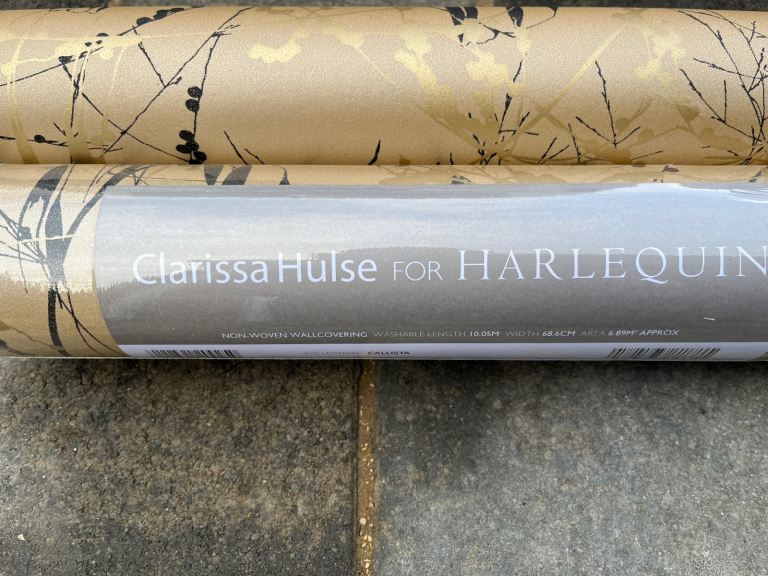 Clarissa Hulse FOR HARLEQUIN
NON-WOVEN WALLCOVERING WASHABLE LENGTH 10.05M WIDTH 68.6CM AREA 6.89M² APPROX
COLLECTION: CALLISTA